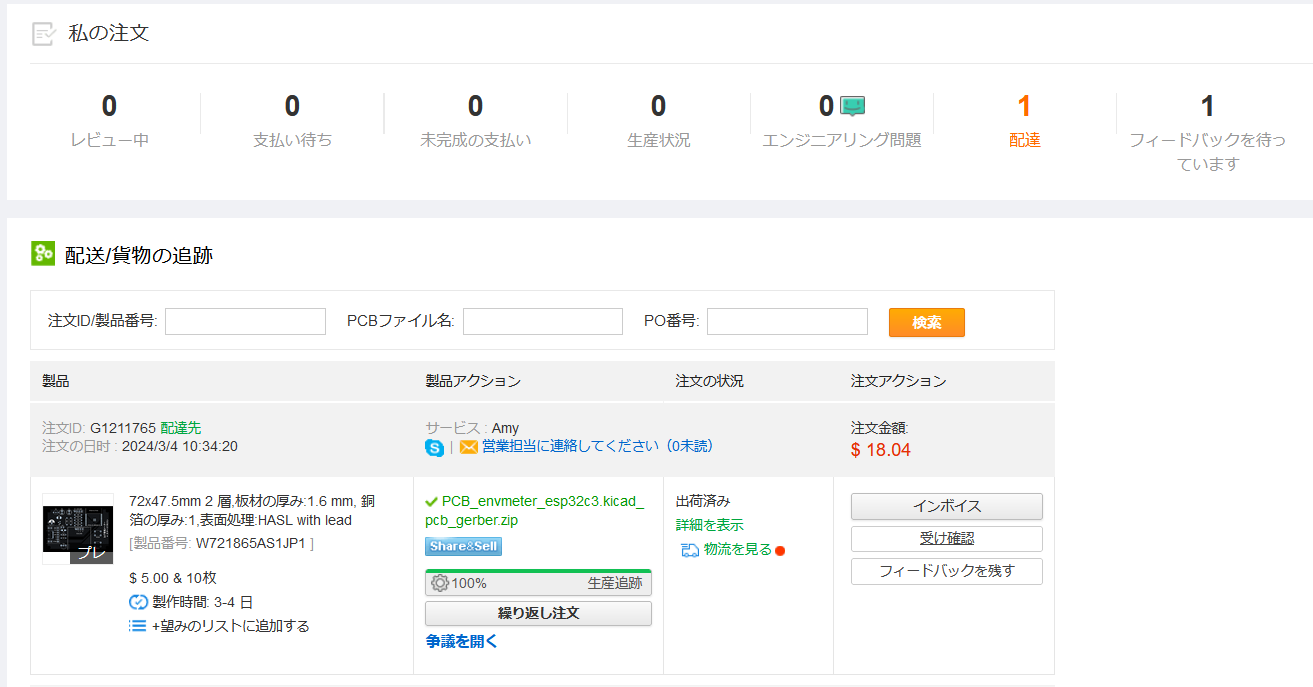 私の注文
0 0 0 0 0 1 1
レビュー中 支払い待ち 未完成の支払い 生産状況 エンジニアリング問題 配達 フィードバックを待っ
ています
配送/貨物の追跡
注文ID/製品番号: PCBファイル名: PO番号: 検索
製品 製品アクション 注文の状況 注文アクション
注文ID: G1211765 配達先
注文の日時 : 2024/3/4 10:34:20
サービス : Amy
S | 営業担当に連絡してください（0未読）
注文金額:
$ 18.04
72x47.5mm 2 層,板材の厚み:1.6 mm, 銅
箔の厚み:1,表面処理:HASL with lead
[製品番号: W721865AS1JP1 ]
プレ
$ 5.00 & 10枚
製作時間: 3-4 日
+望みのリストに追加する
PCB_envmeter_esp32c3.kicad_
pcb_gerber.zip
Share&Sell
100% 生産追跡
繰り返し注文
争議を開く
出荷済み
詳細を表示
物流を見る
インボイス
受け確認
フィードバックを残す